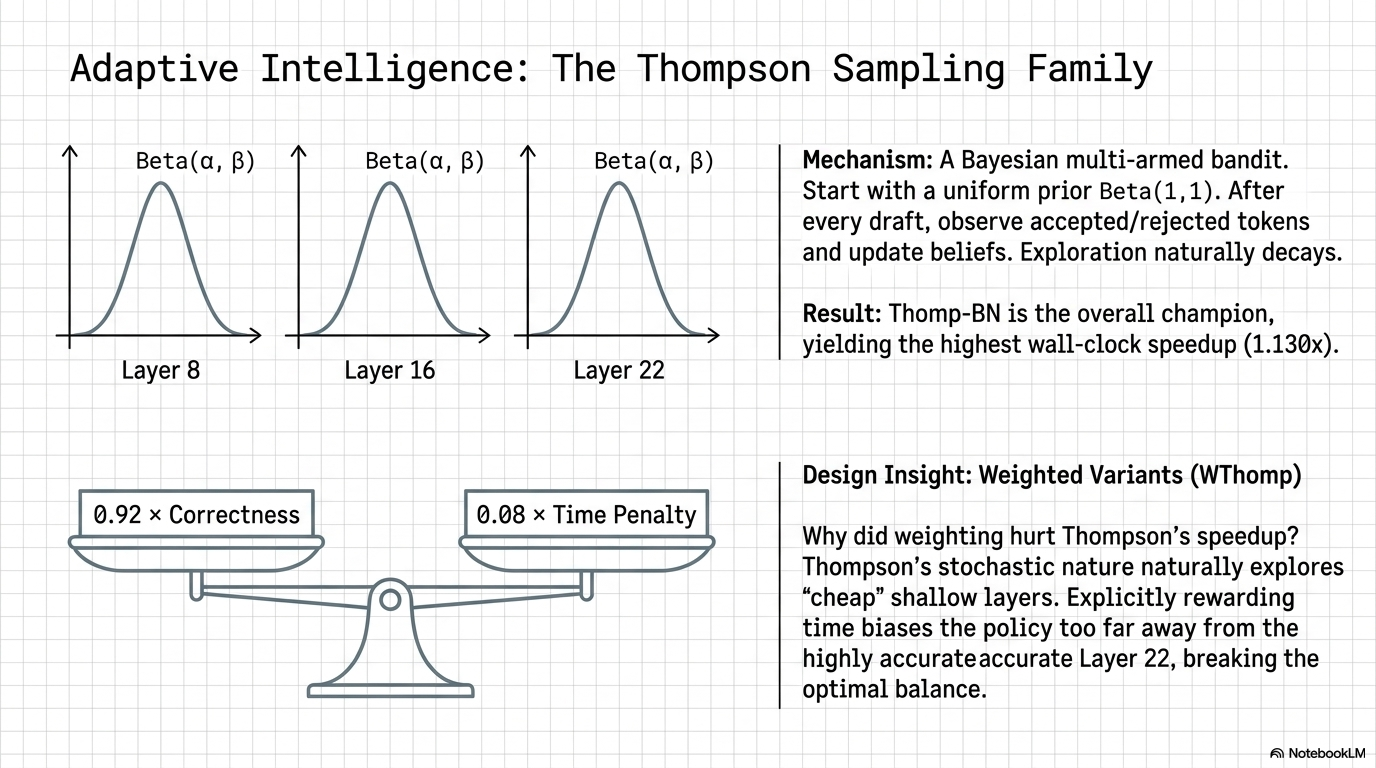 Adaptive Intelligence: The Thompson Sampling Family
Beta(α, β)
Beta(α, β)
Beta(α, β)
Layer 8
Layer 16
Layer 22
Mechanism: A Bayesian multi-armed bandit.
Start with a uniform prior Beta(1,1). After
every draft, observe accepted/rejected tokens
and update beliefs. Exploration naturally decays.
Result: Thomp-BN is the overall champion,
yielding the highest wall-clock speedup (1.130x).
0.92 × Correctness
0.08 × Time Penalty
Design Insight: Weighted Variants (WThomp)
Why did weighting hurt Thompson’s speedup?
Thompson’s stochastic nature naturally explores
“cheap” shallow layers. Explicitly rewarding
time biases the policy too far away from the
highly accurateaccurate Layer 22, breaking the
optimal balance.
NotebookLM